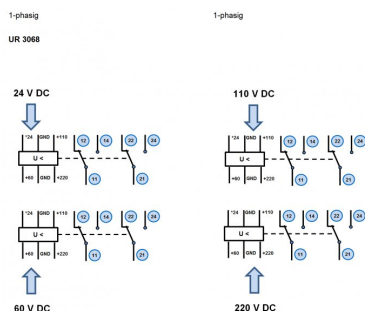 1-phasig
1-phasig
UR 3068
24 V DC
110 V DC
*24 GND +110 12 14 22 24
U <
+60 GND +220 11 21
*24 GND +110 12 14 22 24
U <
+60 GND +220 11 21
*24 GND +110 12 14 22 24
U <
+60 GND +220 11 21
*24 GND +110 12 14 22 24
U <
+60 GND +220 11 21
60 V DC
220 V DC